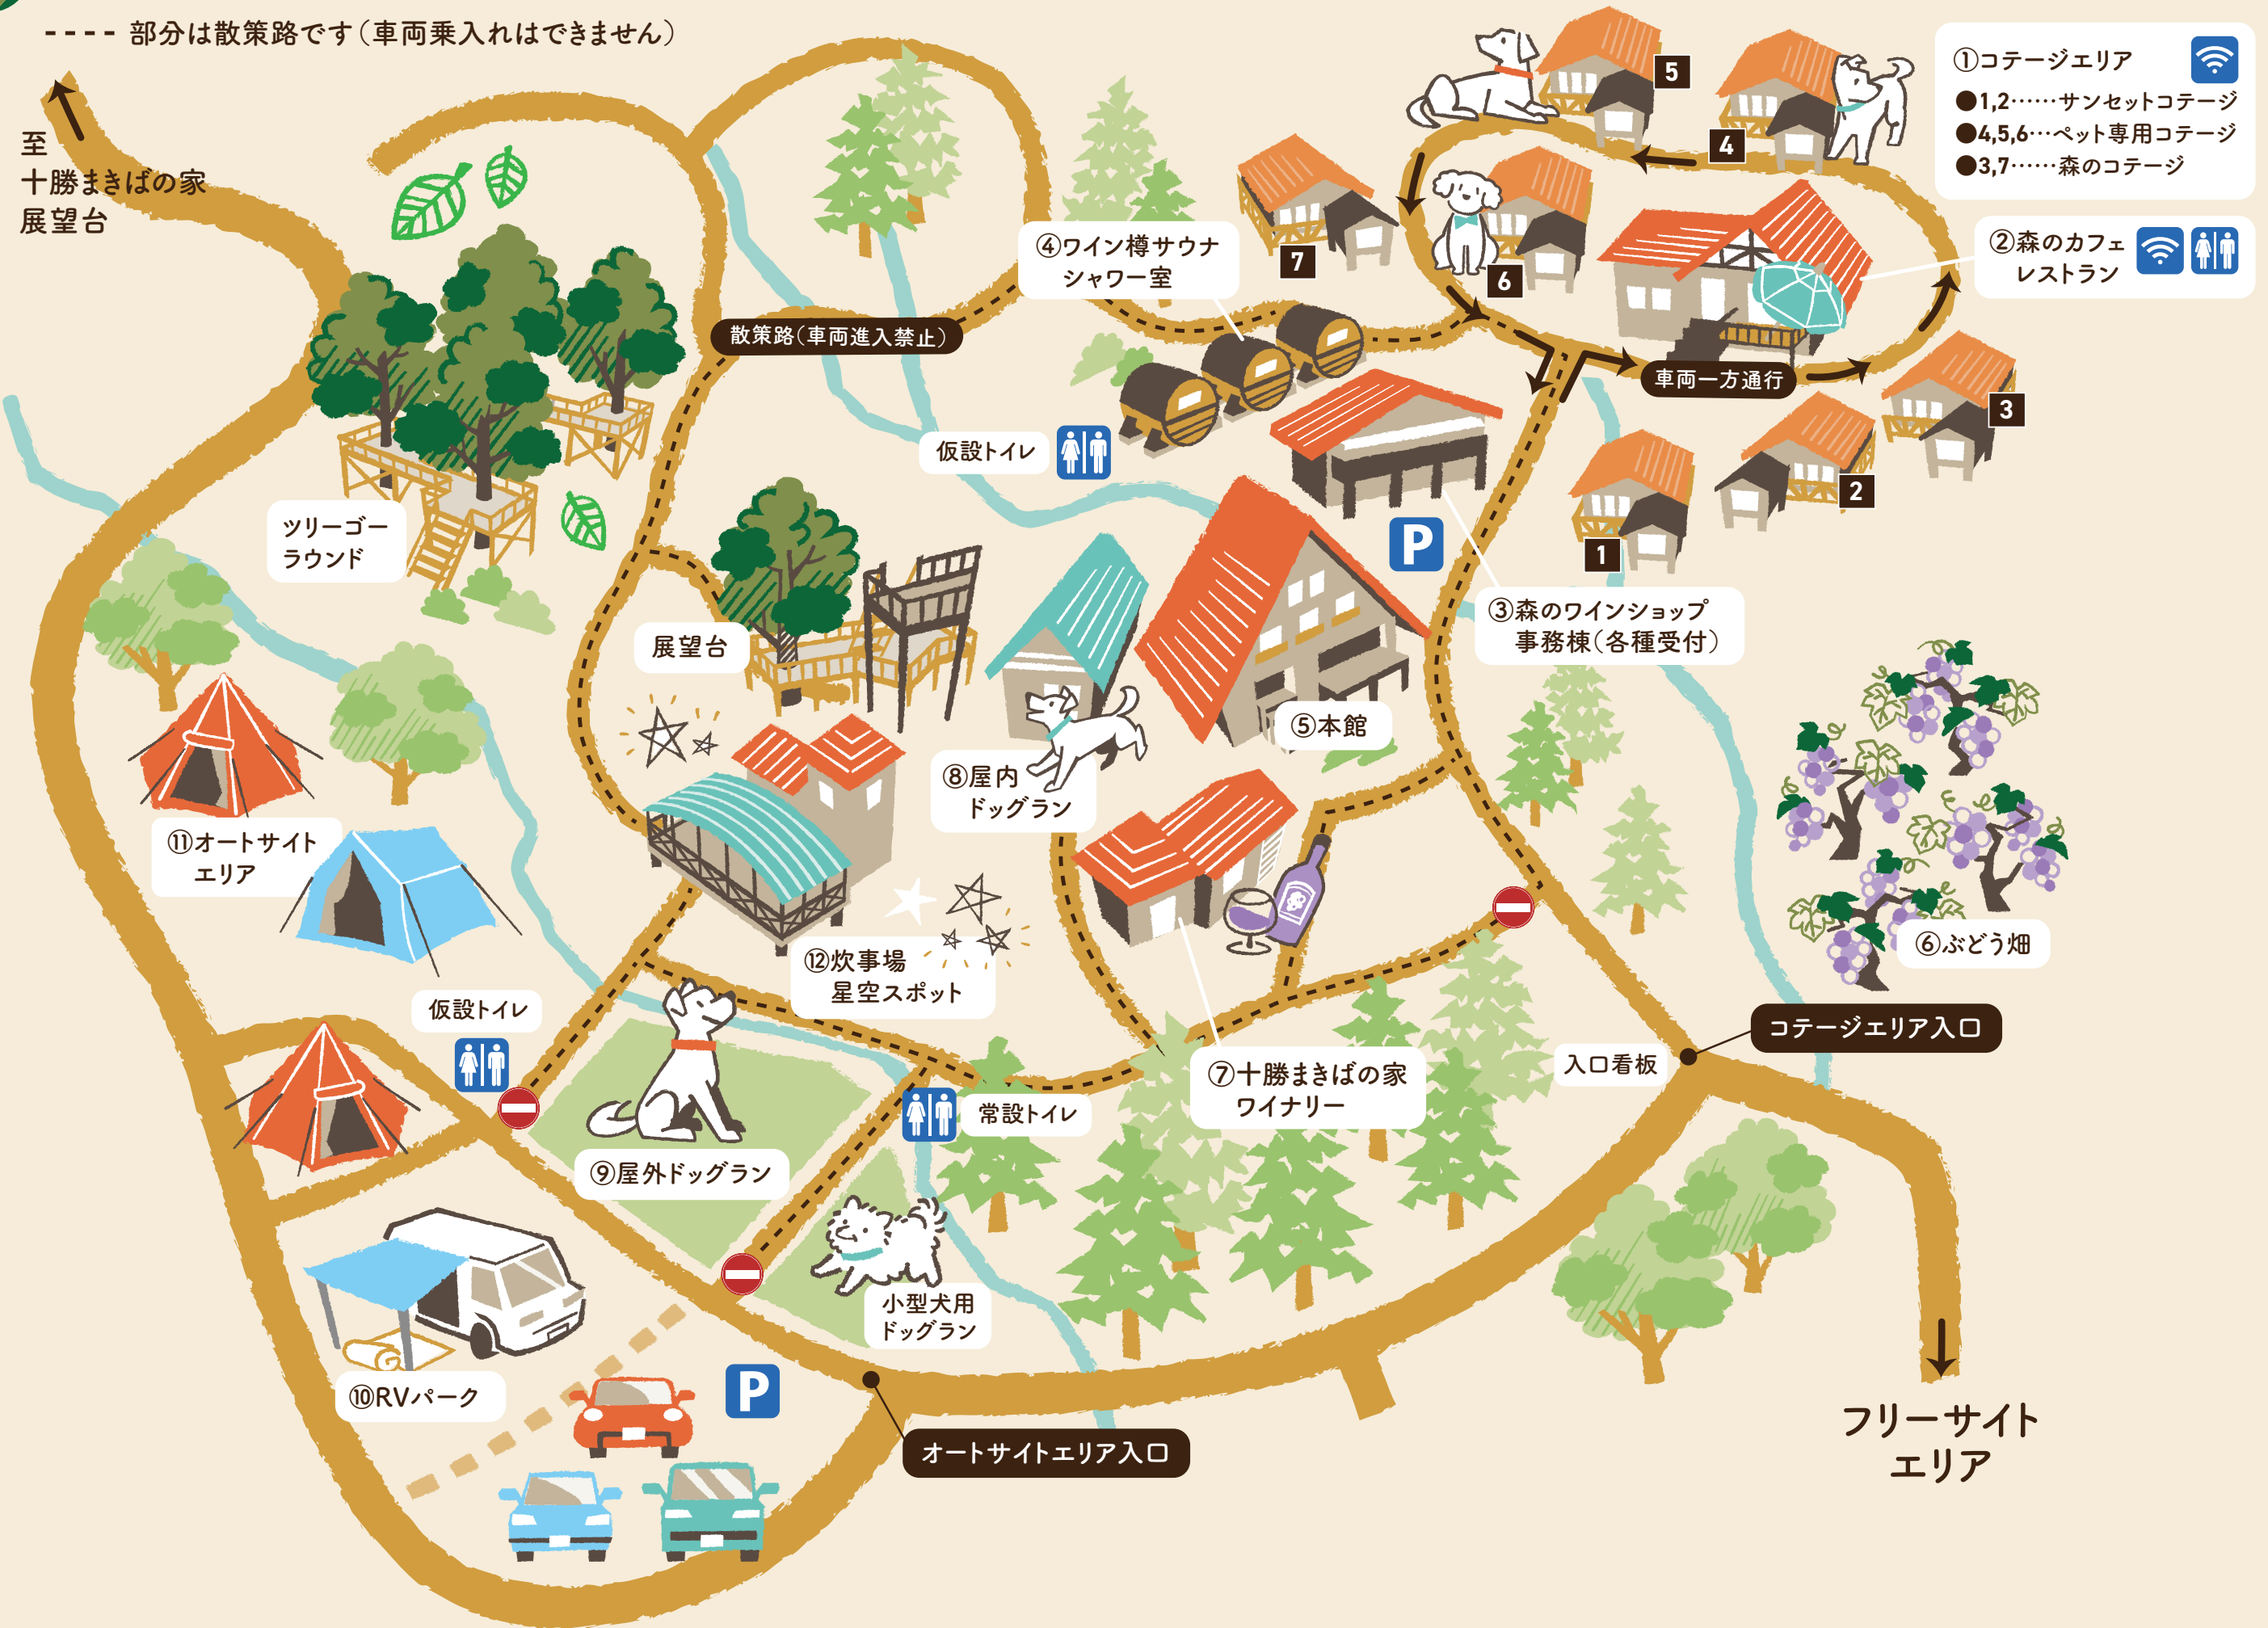 ---- 部分は散策路です(車両乗入れはできません)
至
十勝まきばの家
展望台
①コテージエリア
●1,2……サンセットコテージ
●4,5,6…ペット専用コテージ
●3,7……森のコテージ
②森のカフェ
レストラン
5
4
④ワイン樽サウナ
シャワー室
7
6
散策路(車両進入禁止)
車両一方通行
3
2
1
仮設トイレ
P
ツリーゴー
ラウンド
③森のワインショップ
事務棟(各種受付)
展望台
⑤本館
⑧屋内
ドッグラン
⑪オートサイト
エリア
⑫炊事場
星空スポット
⑥ぶどう畑
仮設トイレ
コテージエリア入口
入口看板
⑦十勝まきばの家
ワイナリー
常設トイレ
⑨屋外ドッグラン
小型犬用
ドッグラン
⑩RVパーク
P
オートサイトエリア入口
フリーサイト
エリア